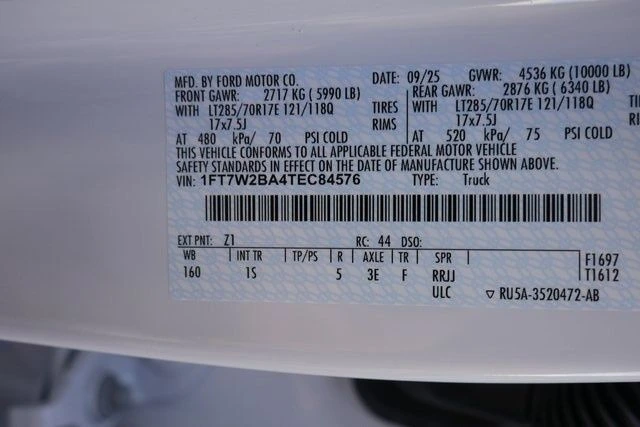 MFD. BY FORD MOTOR CO. DATE: 09/25 GVWR: 4536 KG (10000 LB)
FRONT GAWR: 2717 KG ( 5990 LB) REAR GAWR: 2876 KG ( 6340 LB)
WITH LT285/70R17E 121/118Q TIRES WITH LT285/70R17E 121/118Q
17x7.5J RIMS 17x7.5J
AT 480 kPa/ 70 PSI COLD AT 520 kPa/ 75 PSI COLD
THIS VEHICLE CONFORMS TO ALL APPLICABLE FEDERAL MOTOR VEHICLE
SAFETY STANDARDS IN EFFECT ON THE DATE OF MANUFACTURE SHOWN ABOVE.
VIN: 1FT7W2BA4TEC84576 TYPE: Truck
EXT PNT: Z1 RC: 44 DSO:
WB INT TR TP/PS R AXLE TR SPR F1697
160 1S 5 3E F RRJJ T1612
ULC ▽ RU5A-3520472-AB